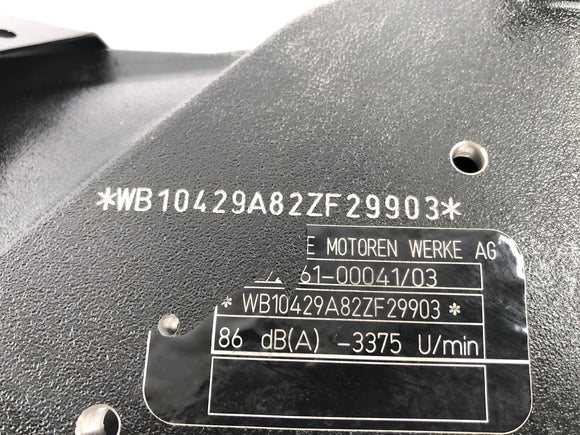 *WB10429A82ZF29903*
E MOTOREN WERKE AG
61-00041/03
* WB10429A82ZF29903 *
86 dB(A) -3375 U/min